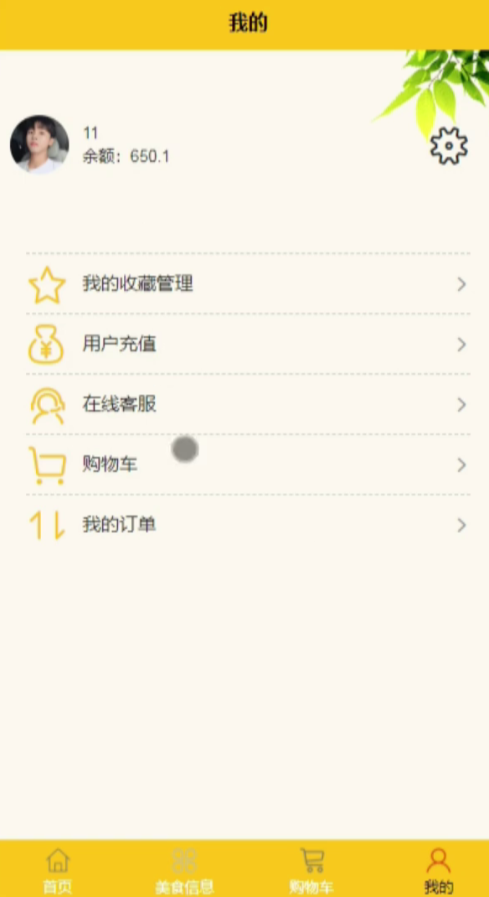 我的
11
余额：650.1
我的收藏管理
用户充值
在线客服
购物车
我的订单
首页
美食信息
购物车
我的